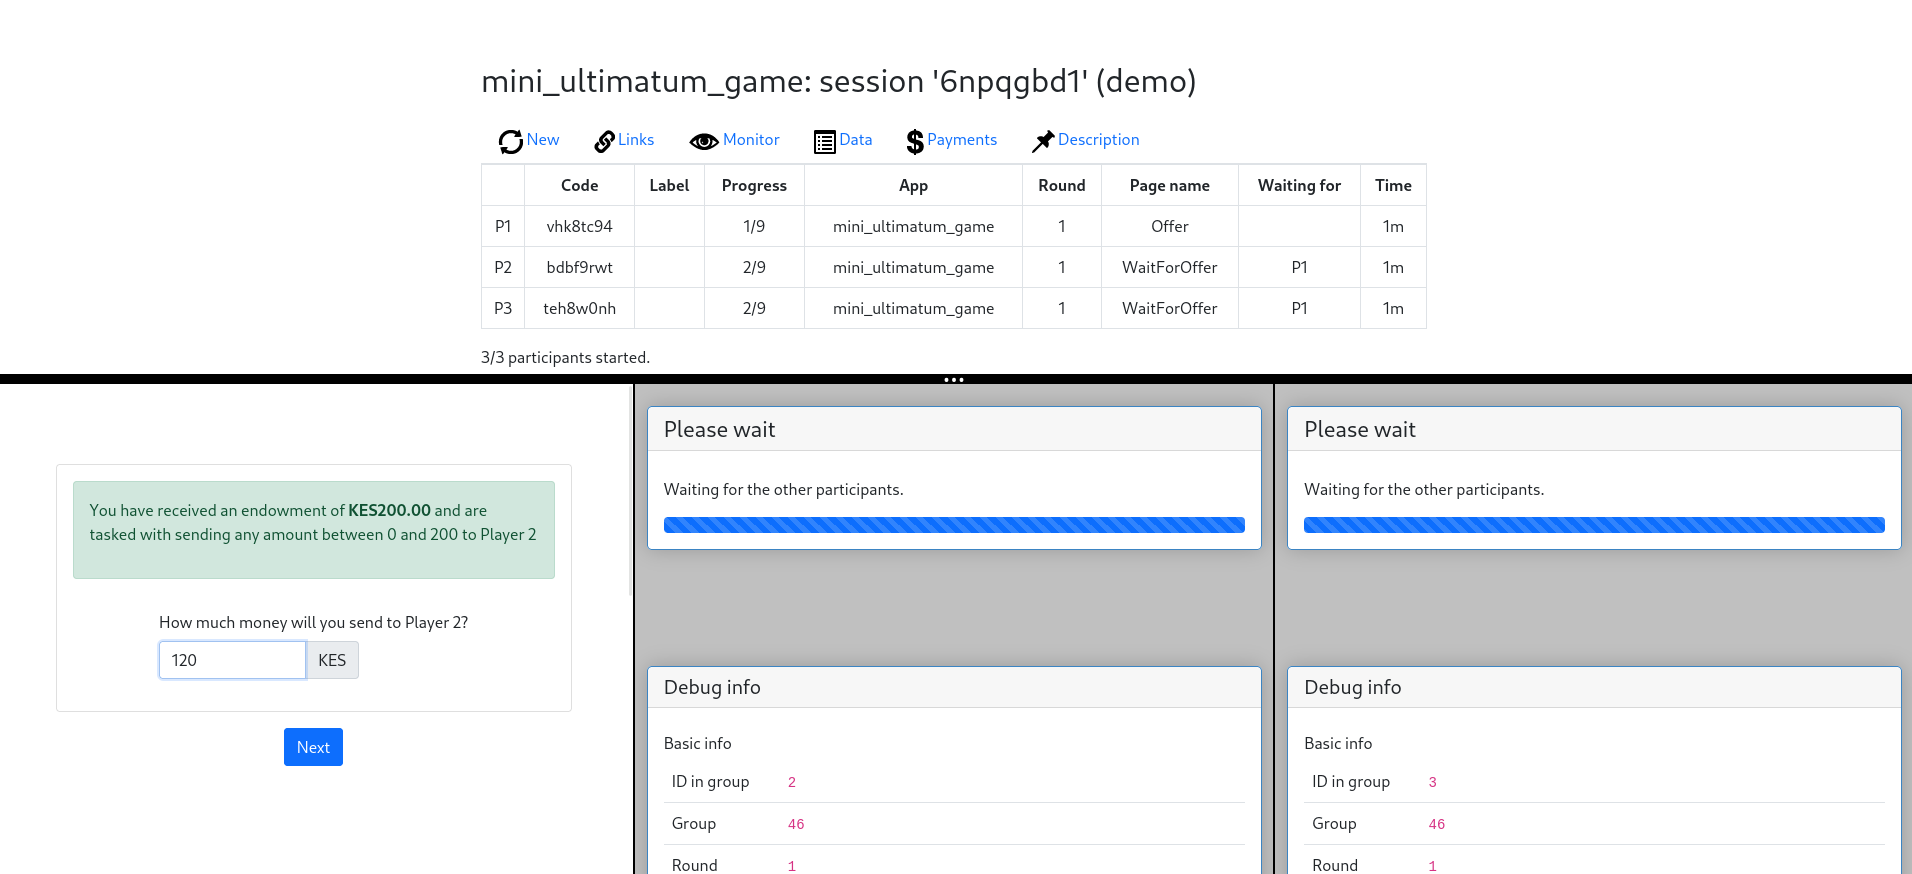 mini_ultimatum_game: session '6npqgbd1' (demo)
New Links Monitor Data Payments Description
Code Label Progress App Round Page name Waiting for Time
P1 vhk8tc94 1/9 mini_ultimatum_game 1 Offer 1m
P2 bdbf9rwt 2/9 mini_ultimatum_game 1 WaitForOffer P1 1m
P3 teh8w0nh 2/9 mini_ultimatum_game 1 WaitForOffer P1 1m
3/3 participants started.
You have received an endowment of KES200.00 and are
tasked with sending any amount between 0 and 200 to Player 2
How much money will you send to Player 2?
120 KES
Next
Please wait
Waiting for the other participants.
Debug info
Basic info
ID in group 2
Group 46
Round 1
Please wait
Waiting for the other participants.
Debug info
Basic info
ID in group 3
Group 46
Round 1